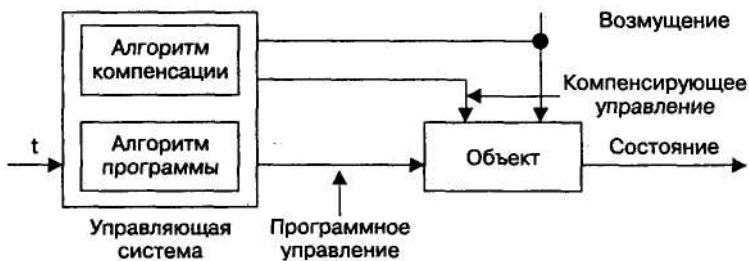 Возмущение
Алгоритм
компенсации
Компенсирующее
управление
t
Алгоритм
программы
Объект
Состояние
Управляющая
система
Программное
управление